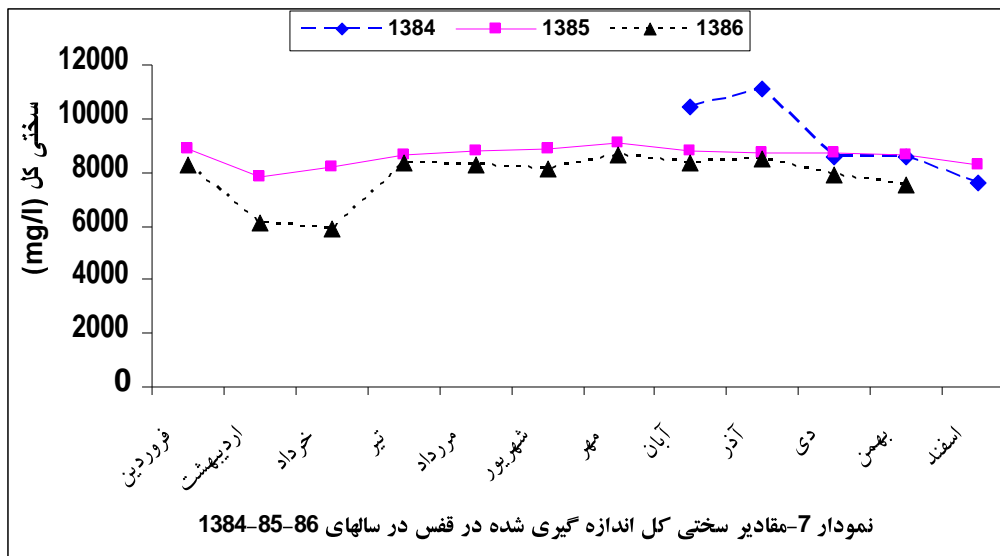 1384 1385 1386
سختی کل (mg/l)
12000
10000
8000
6000
4000
2000
0
فروردین اردیبهشت خرداد تیر مرداد شهریور مهر آبان آذر دی بهمن اسفند
نمودار 7-مقادیر سختی کل اندازه گیری شده در قفس در سالهای 86-85-1384